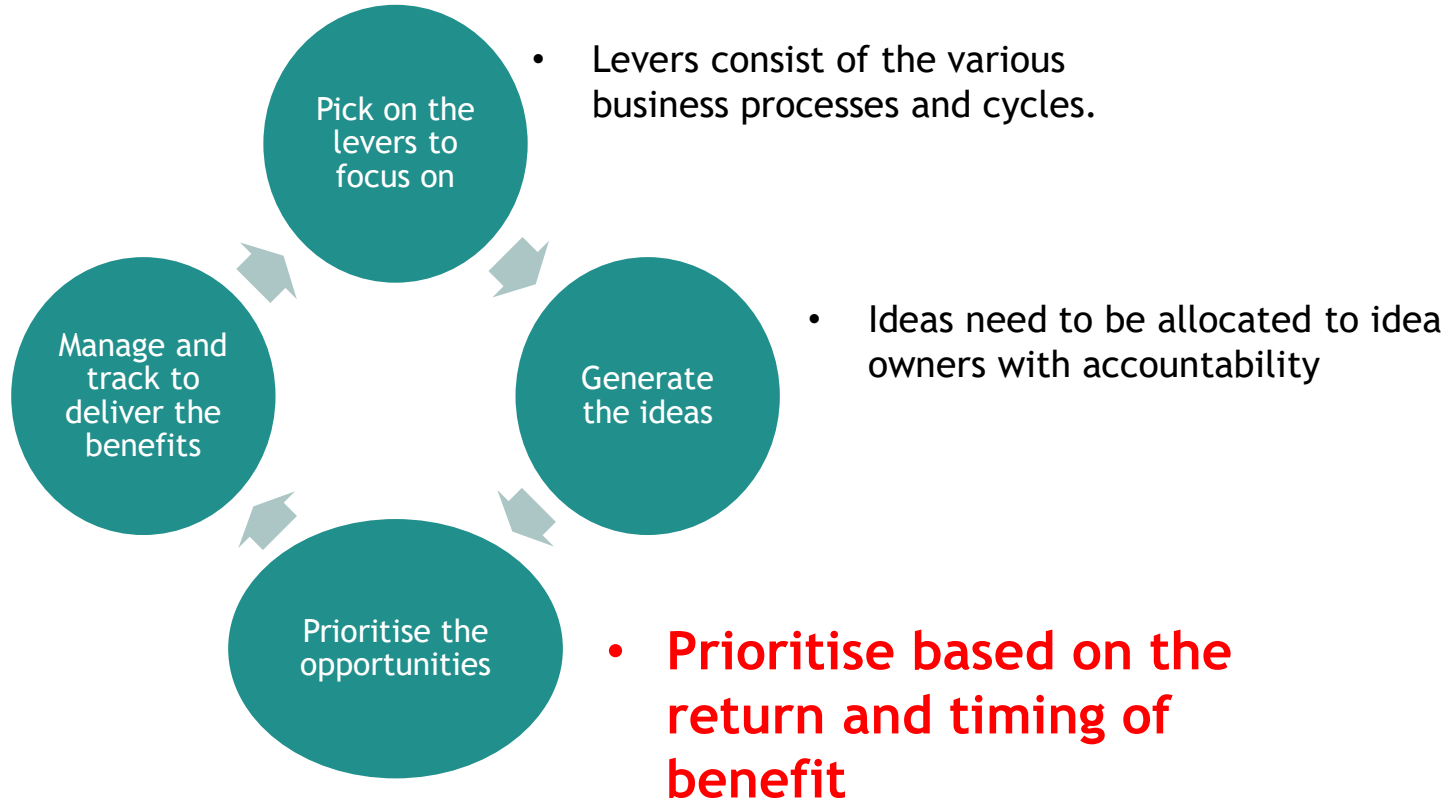 Pick on the
levers to
focus on
• Levers consist of the various
business processes and cycles.
Generate
the ideas
• Ideas need to be allocated to idea
owners with accountability
Prioritise the
opportunities
• Prioritise based on the
return and timing of
benefit
Manage and
track to
deliver the
benefits